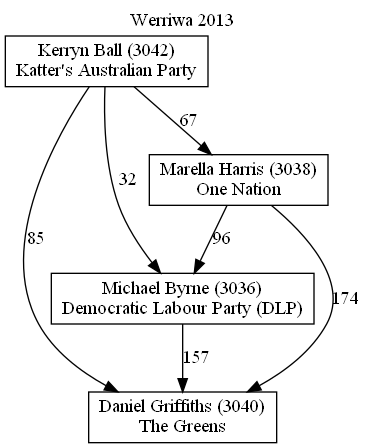 Werriwa 2013
Kerryn Ball (3042)
Katter's Australian Party
67
Marella Harris (3038)
One Nation
32
85
96
Michael Byrne (3036)
Democratic Labour Party (DLP)
174
157
Daniel Griffiths (3040)
The Greens